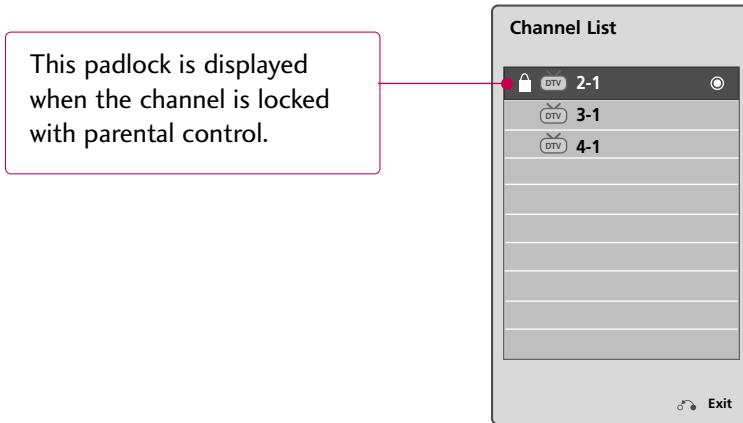 This padlock is displayed
when the channel is locked
with parental control.
Channel List
DTV 2-1
DTV 3-1
DTV 4-1
Exit